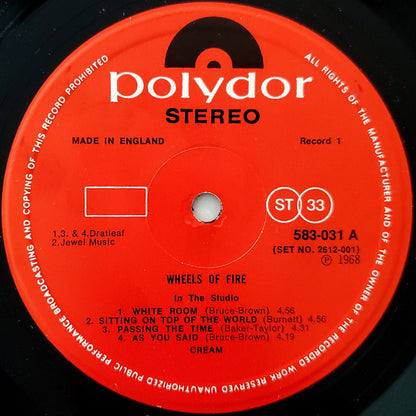 polydor
STEREO
MADE IN ENGLAND
Record 1
ST 33
1,3. & 4.Dratleaf
2.Jewel Music
583-031 A
(SET NO. 2612-001)
Ⓟ 1968
WHEELS OF FIRE
In The Studio
1. WHITE ROOM (Bruce-Brown) 4.56
2. SITTING ON TOP OF THE WORLD (Burnett) 4.56
3. PASSING THE TIME (Baker-Taylor) 4.31
4. AS YOU SAID (Bruce-Brown) 4.19
CREAM
ALL RIGHTS OF THE MANUFACTURER AND OF THE OWNER OF THE RECORDED WORK RESERVED UNAUTHORIZED PUBLIC PERFORMANCE BROADCASTING AND COPYING OF THIS RECORD PROHIBITED